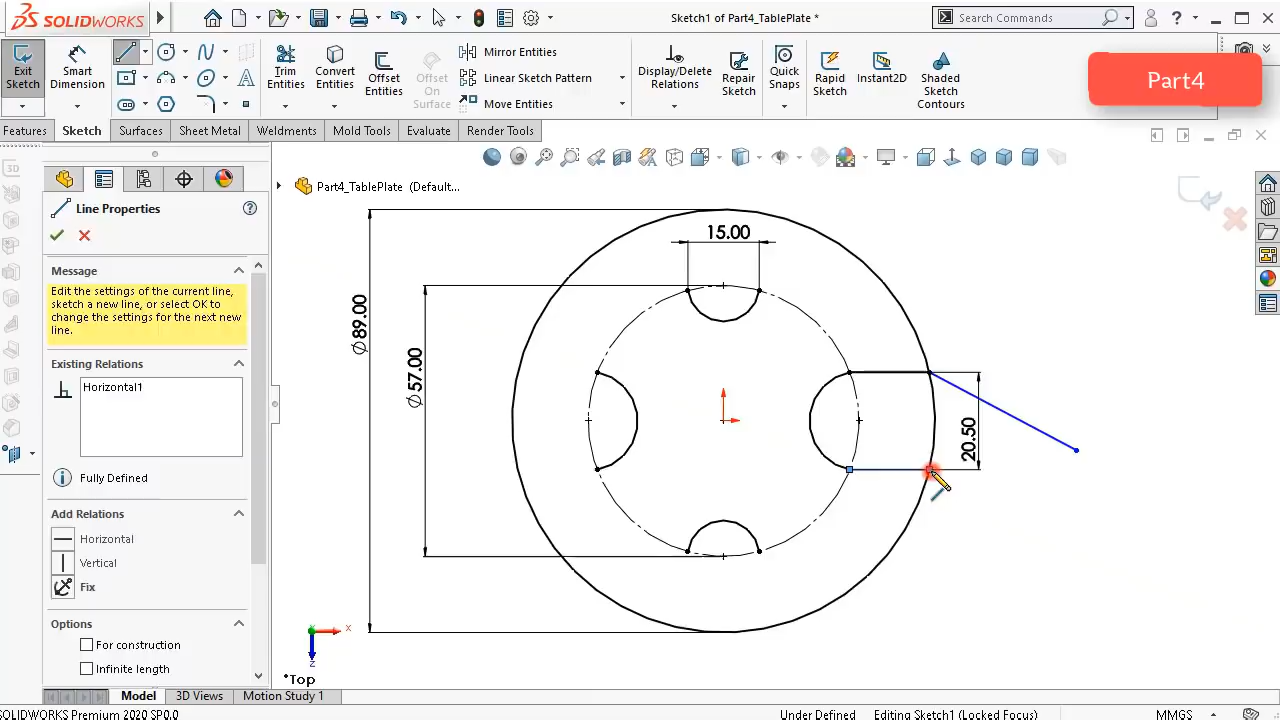 SOLIDWORKS
Sketch1 of Part4_TablePlate *
Search Commands
Exit Sketch
Smart Dimension
Trim Entities
Convert Entities
Offset Entities
Offset On Surface
Mirror Entities
Linear Sketch Pattern
Move Entities
Display/Delete Relations
Repair Sketch
Quick Snaps
Rapid Sketch
Instant2D
Shaded Sketch Contours
Part4
Features
Sketch
Surfaces
Sheet Metal
Weldments
Mold Tools
Evaluate
Render Tools
Line Properties
Part4_TablePlate (Default...
Message
Edit the settings of the current line,
sketch a new line, or select OK to
change the settings for the next new
line.
Existing Relations
Horizontal1
Fully Defined
Add Relations
Horizontal
Vertical
Fix
Options
For construction
Infinite length
15.00
∅89.00
∅57.00
20.50
x
z
*Top
Model
3D Views
Motion Study 1
SOLIDWORKS Premium 2020 SP0.0
Under Defined
Editing Sketch1 (Locked Focus)
MMGS